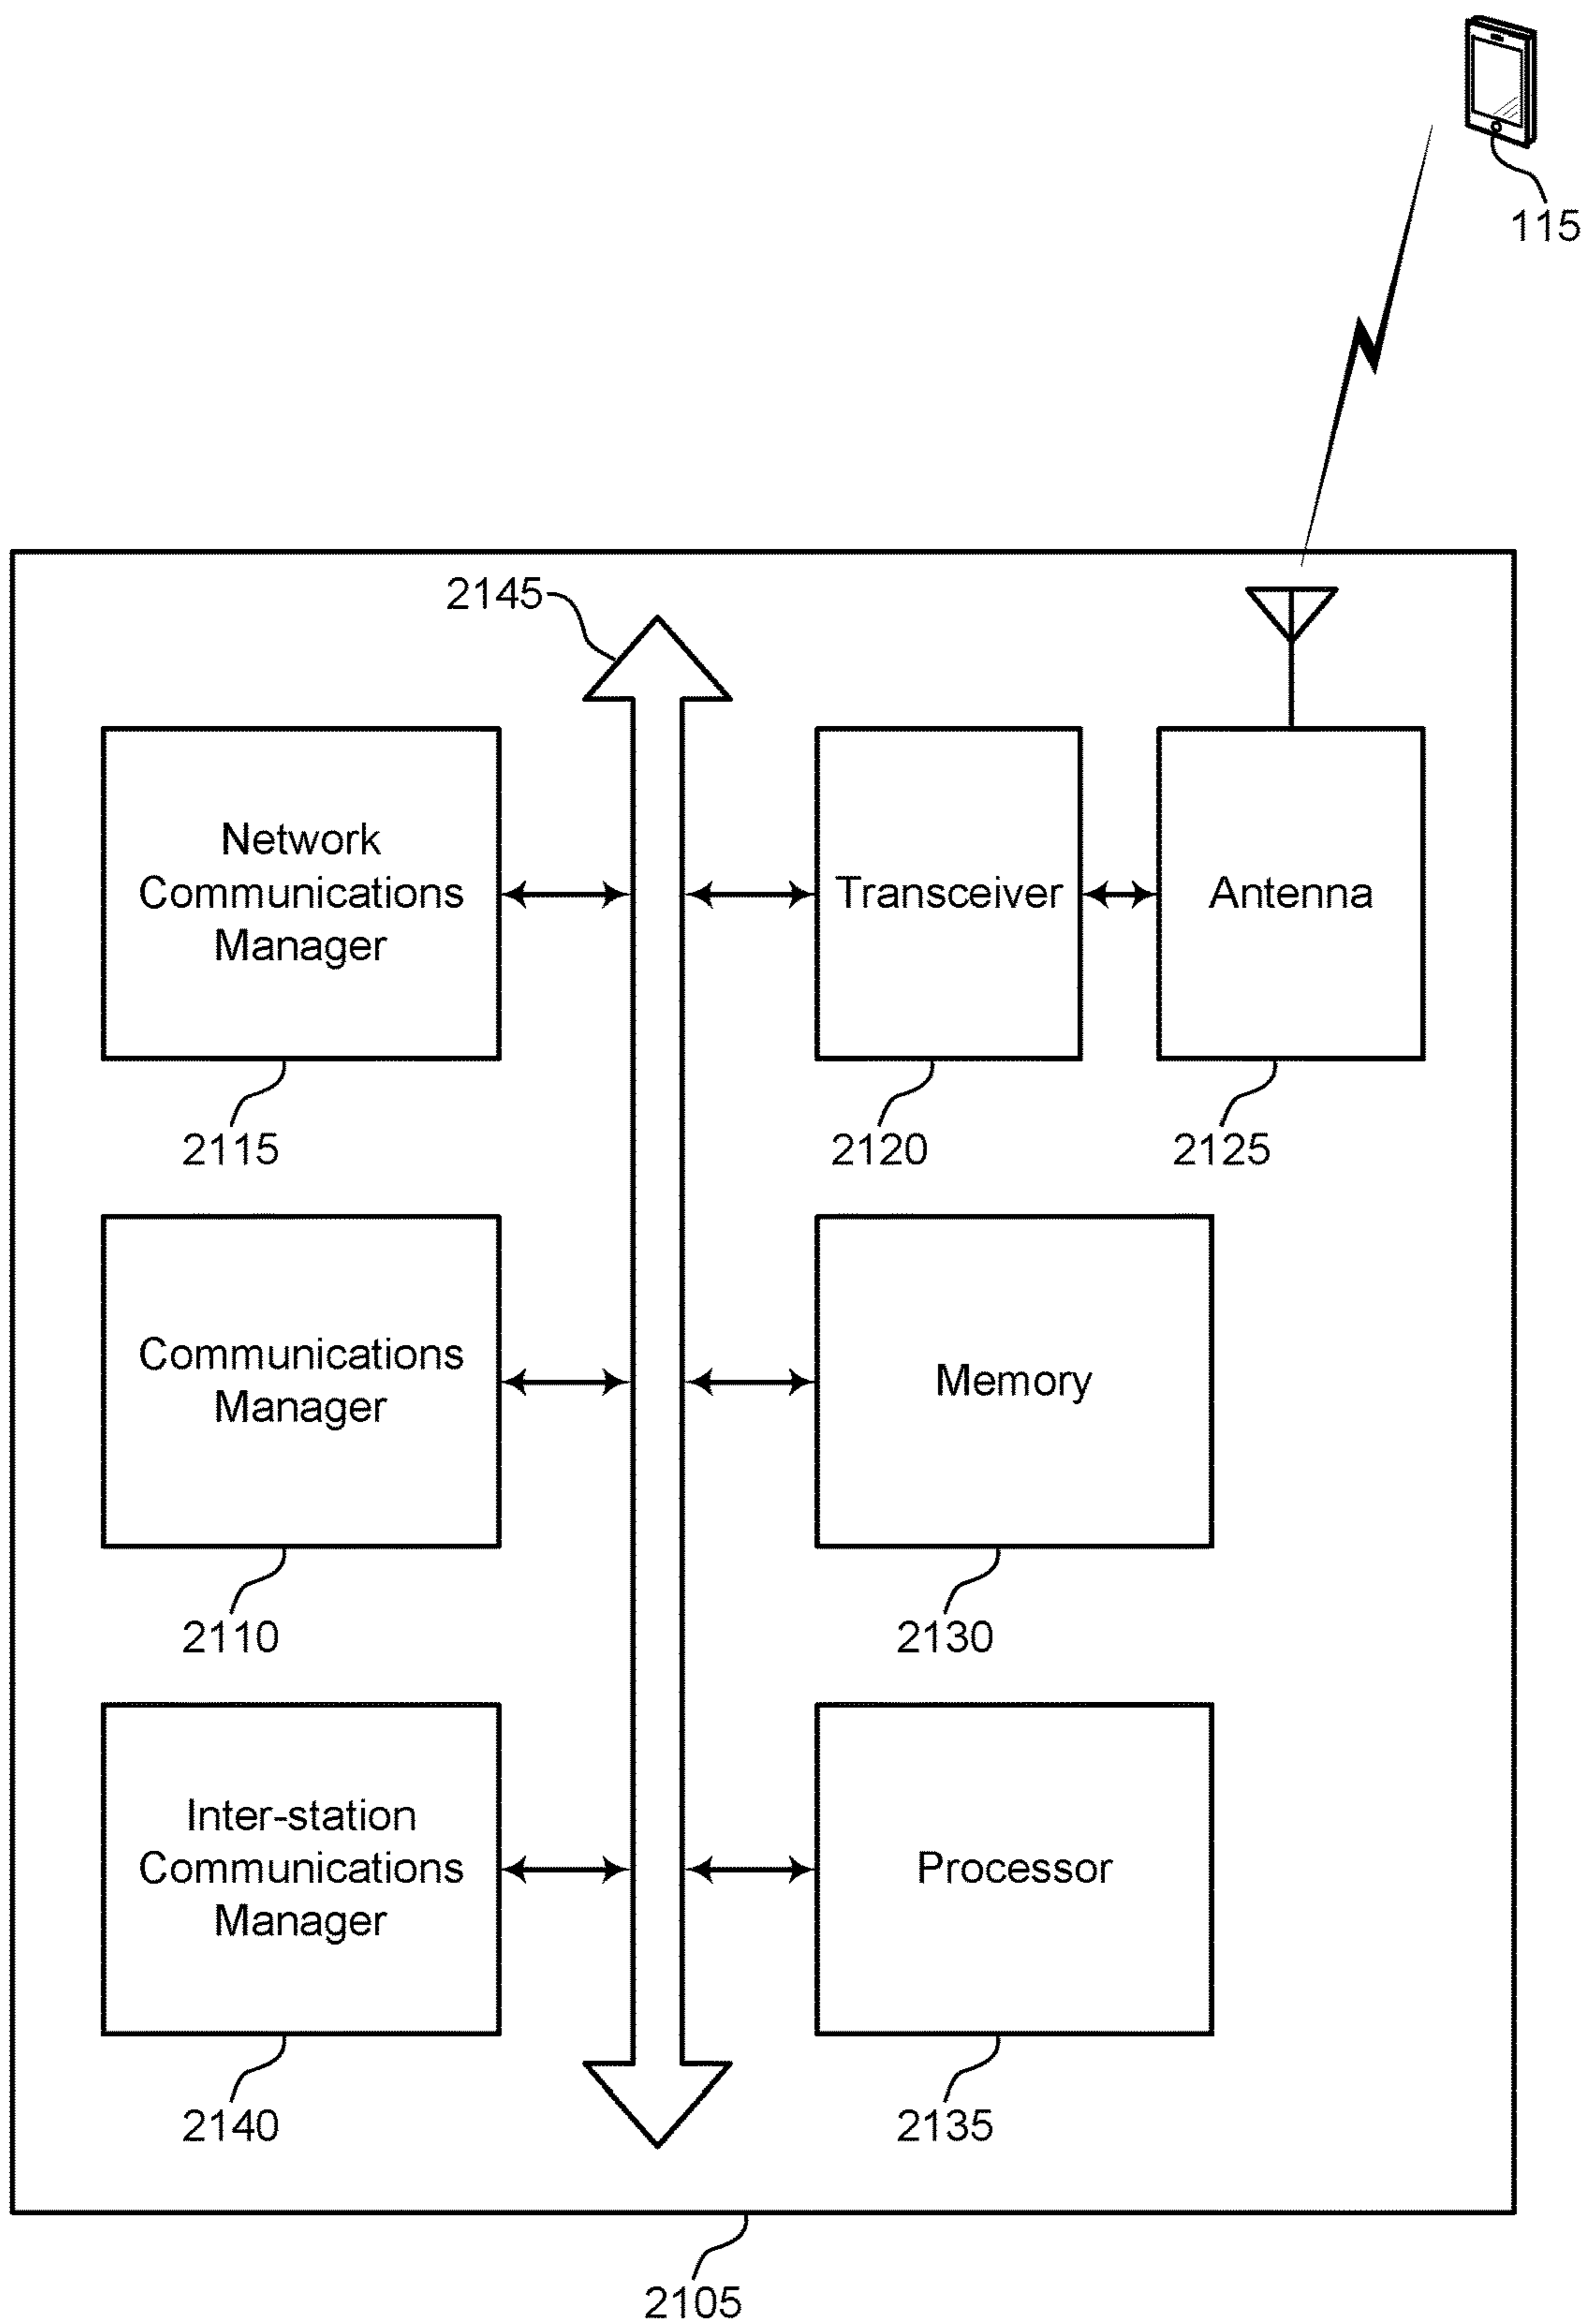 115
2145
Network
Communications
Manager
Transceiver
Antenna
2115
2120
2125
Communications
Manager
Memory
2110
2130
Inter-station
Communications
Manager
Processor
2140
2135
2105